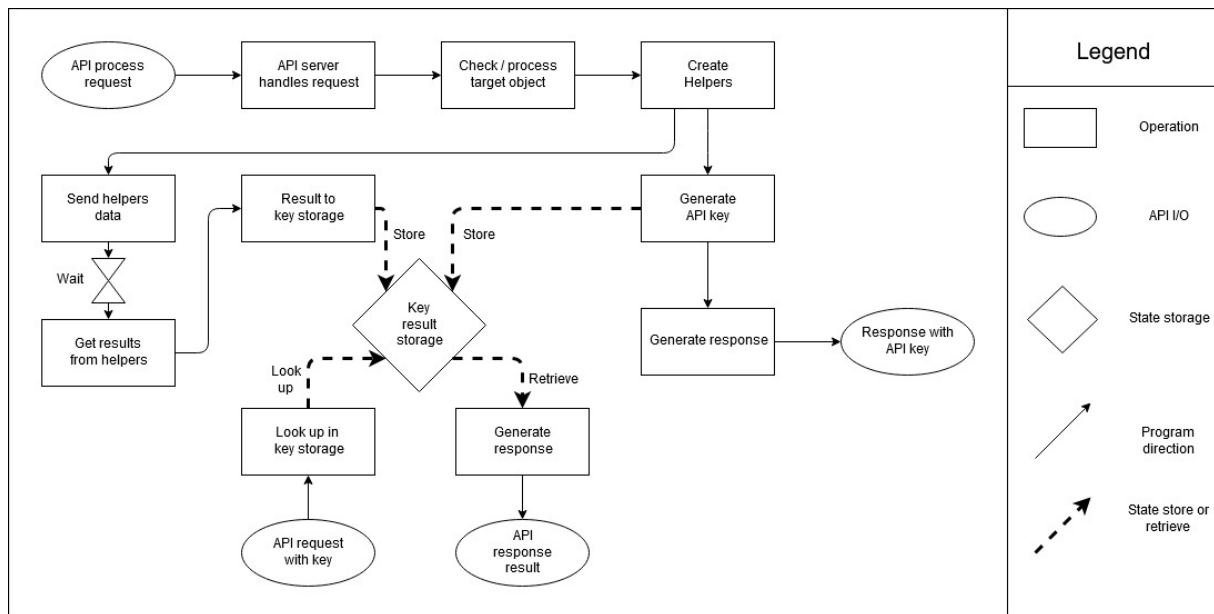 API process
request
API server
handles request
Check / process
target object
Create
Helpers
Send helpers
data
Result to
key storage
Generate
API key
Store
Store
Wait
Key
result
storage
Get results
from helpers
Generate response
Response with
API key
Look
up
Retrieve
Look up in
key storage
Generate
response
API request
with key
API
response
result
Legend
Operation
API I/O
State storage
Program
direction
State store or
retrieve